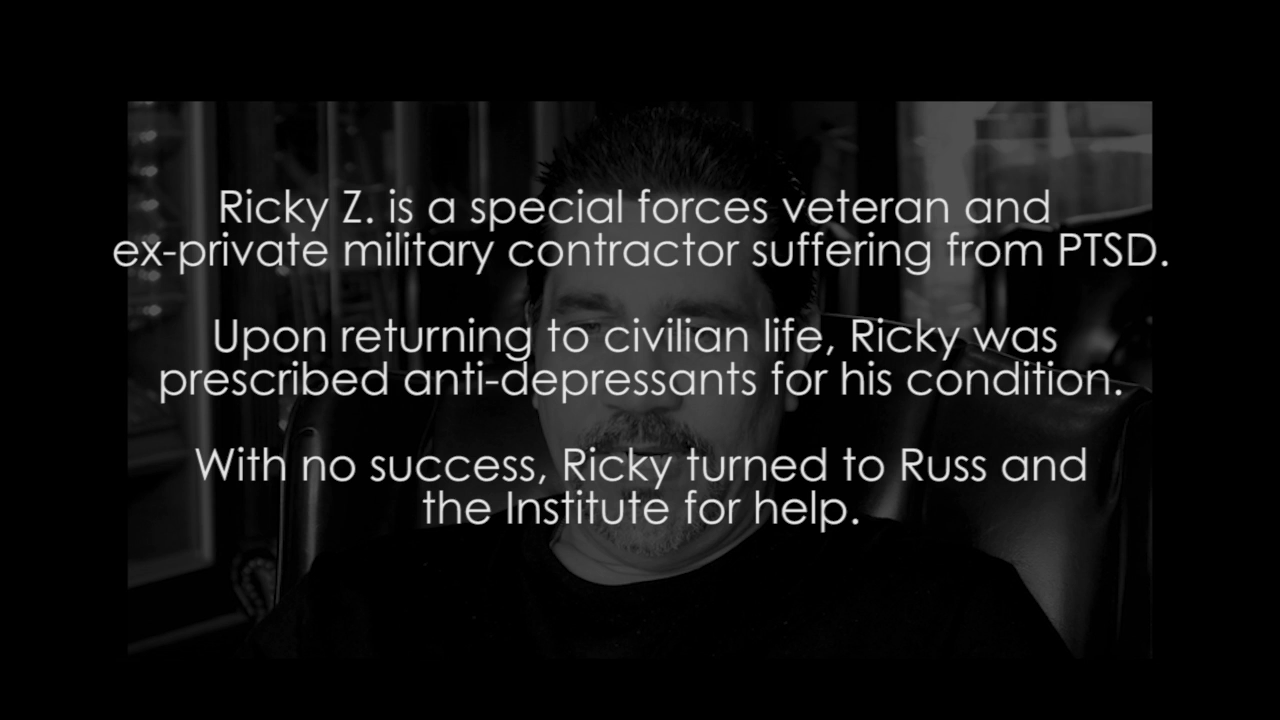 Ricky Z. is a special forces veteran and
ex-private military contractor suffering from PTSD.
Upon returning to civilian life, Ricky was
prescribed anti-depressants for his condition.
With no success, Ricky turned to Russ and
the Institute for help.